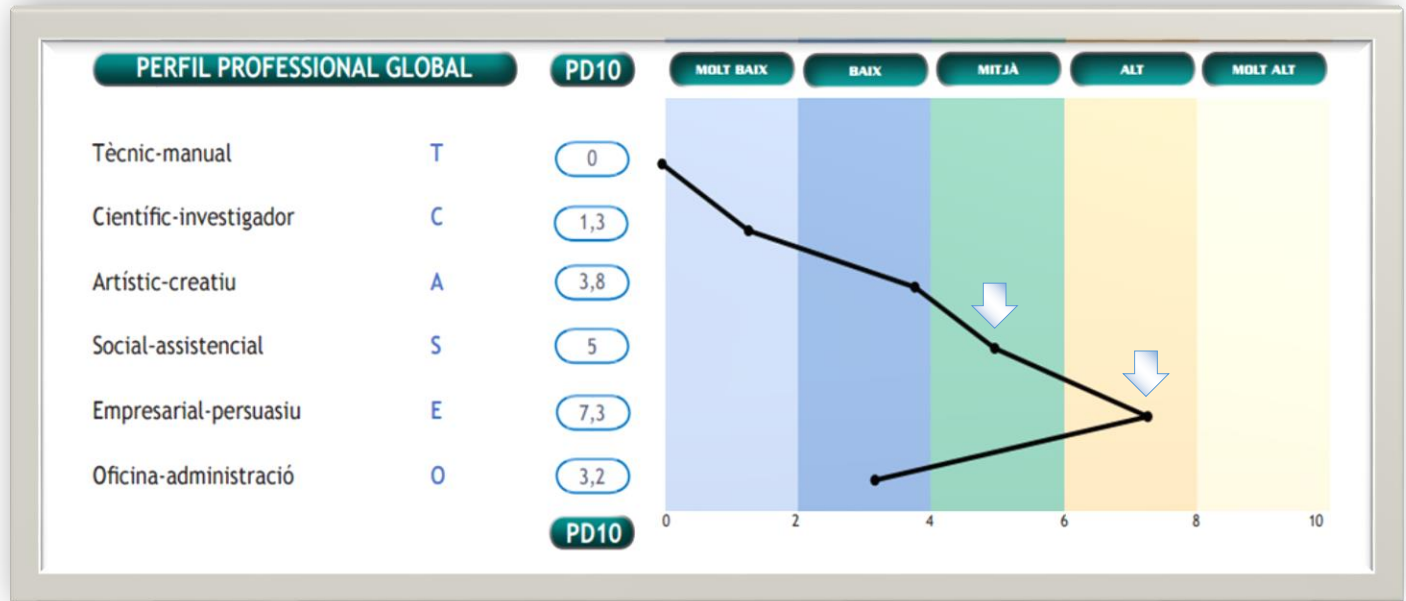 PERFIL PROFESSIONAL GLOBAL PD10 MOLT BAIX BAIX MITJÀ ALT MOLT ALT
Tècnic-manual T 0
Científic-investigador C 1,3
Artístic-creatiu A 3,8
Social-assistencial S 5
Empresarial-persuasiu E 7,3
Oficina-administració O 3,2
PD10 0 2 4 6 8 10